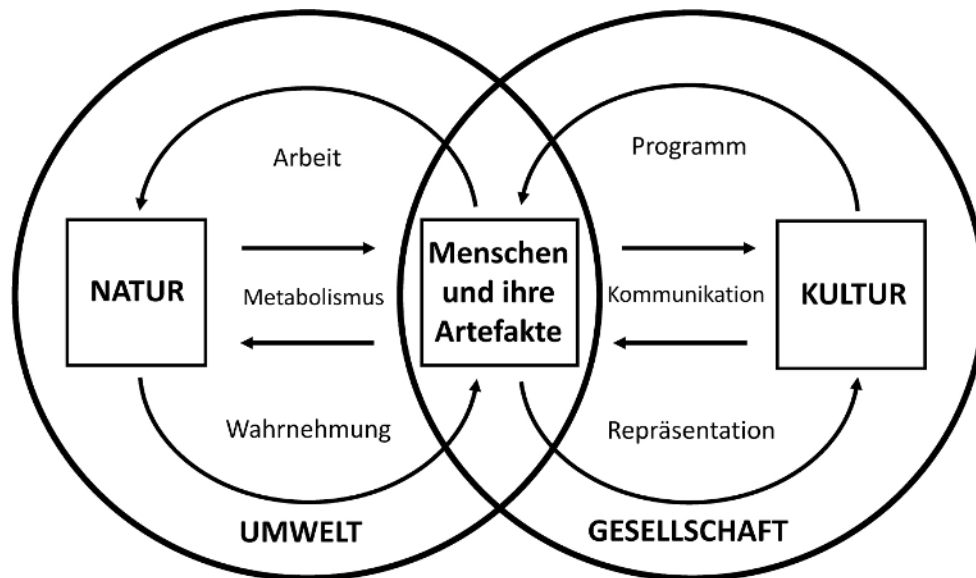 Arbeit
Programm
NATUR
Metabolismus
Menschen
und ihre
Artefakte
Kommunikation
KULTUR
Wahrnehmung
Repräsentation
UMWELT
GESELLSCHAFT